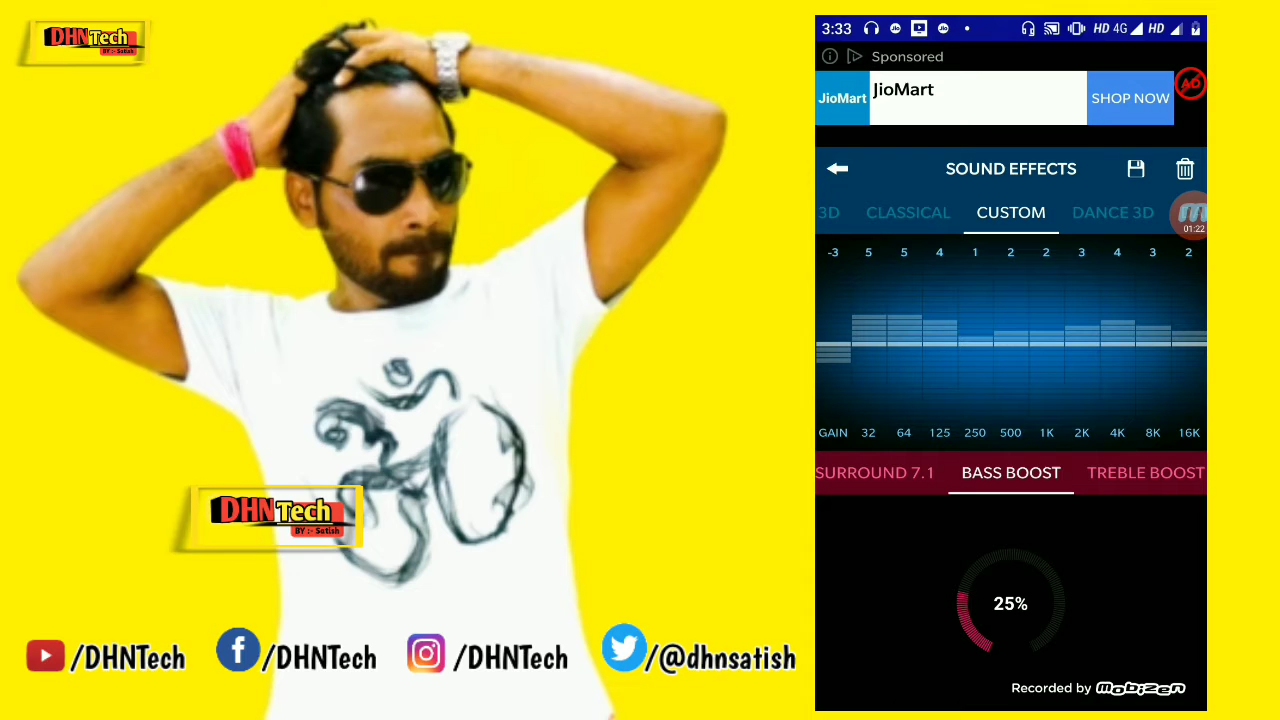 DHNTech
BY :- Satish
3:33
HD 4G HD
Sponsored
JioMart
JioMart
SHOP NOW
AD
SOUND EFFECTS
3D CLASSICAL CUSTOM DANCE 3D
01:22
-3 5 5 4 1 2 2 3 4 3 2
GAIN 32 64 125 250 500 1K 2K 4K 8K 16K
SURROUND 7.1 BASS BOOST TREBLE BOOST
25%
Recorded by MOBIZEN
ॐ
DHNTech
BY :- Satish
/DHNTech /DHNTech /DHNTech /@dhnsatish